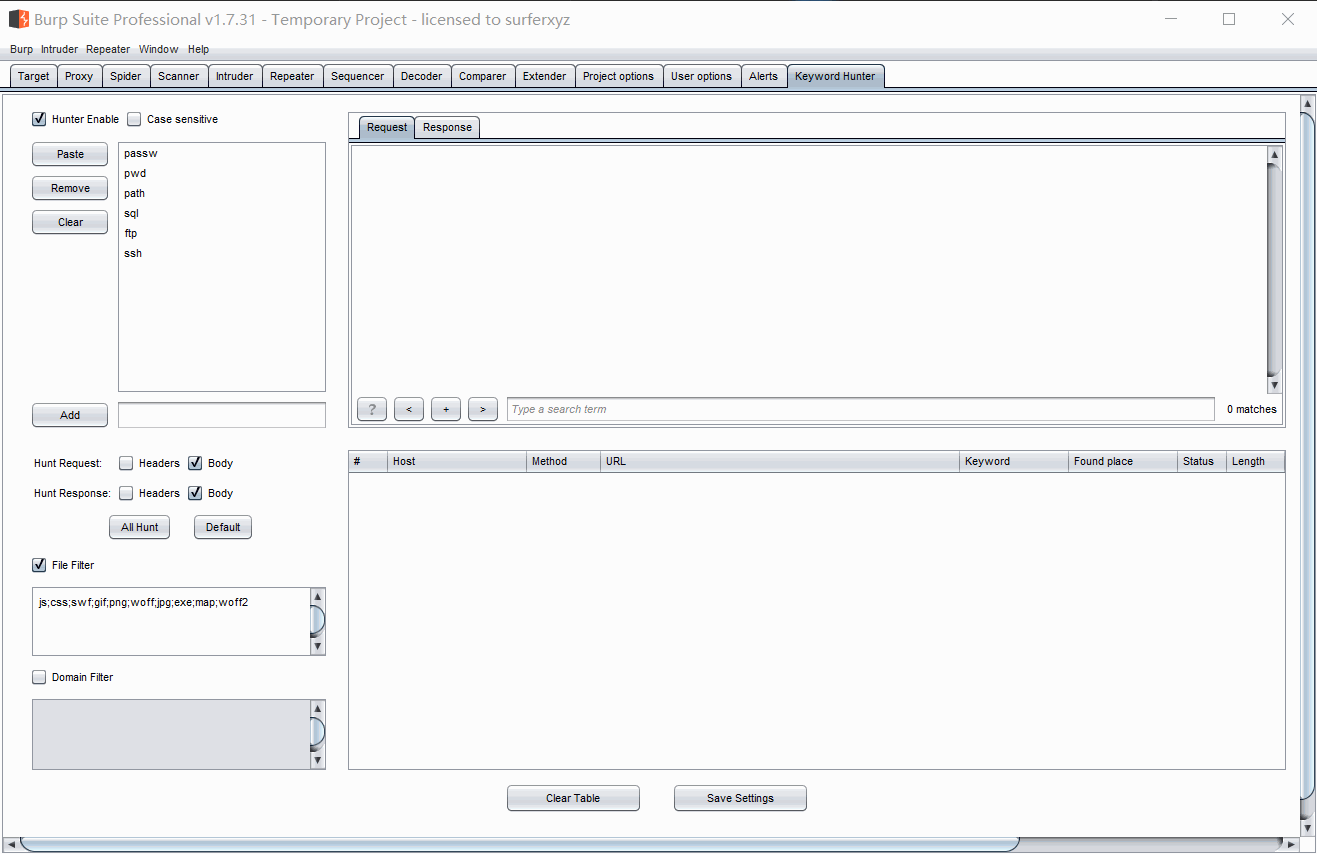 Burp Suite Professional v1.7.31 - Temporary Project - licensed to surferxyz
Burp Intruder Repeater Window Help
Target Proxy Spider Scanner Intruder Repeater Sequencer Decoder Comparer Extender Project options User options Alerts Keyword Hunter
Hunter Enable Case sensitive
Paste
Remove
Clear
passw
pwd
path
sql
ftp
ssh
Add
Hunt Request: Headers Body
Hunt Response: Headers Body
All Hunt Default
File Filter
js;css;swf;gif;png;woff;jpg;exe;map;woff2
Domain Filter
Request Response
? < + > Type a search term 0 matches
# Host Method URL Keyword Found place Status Length
Clear Table Save Settings